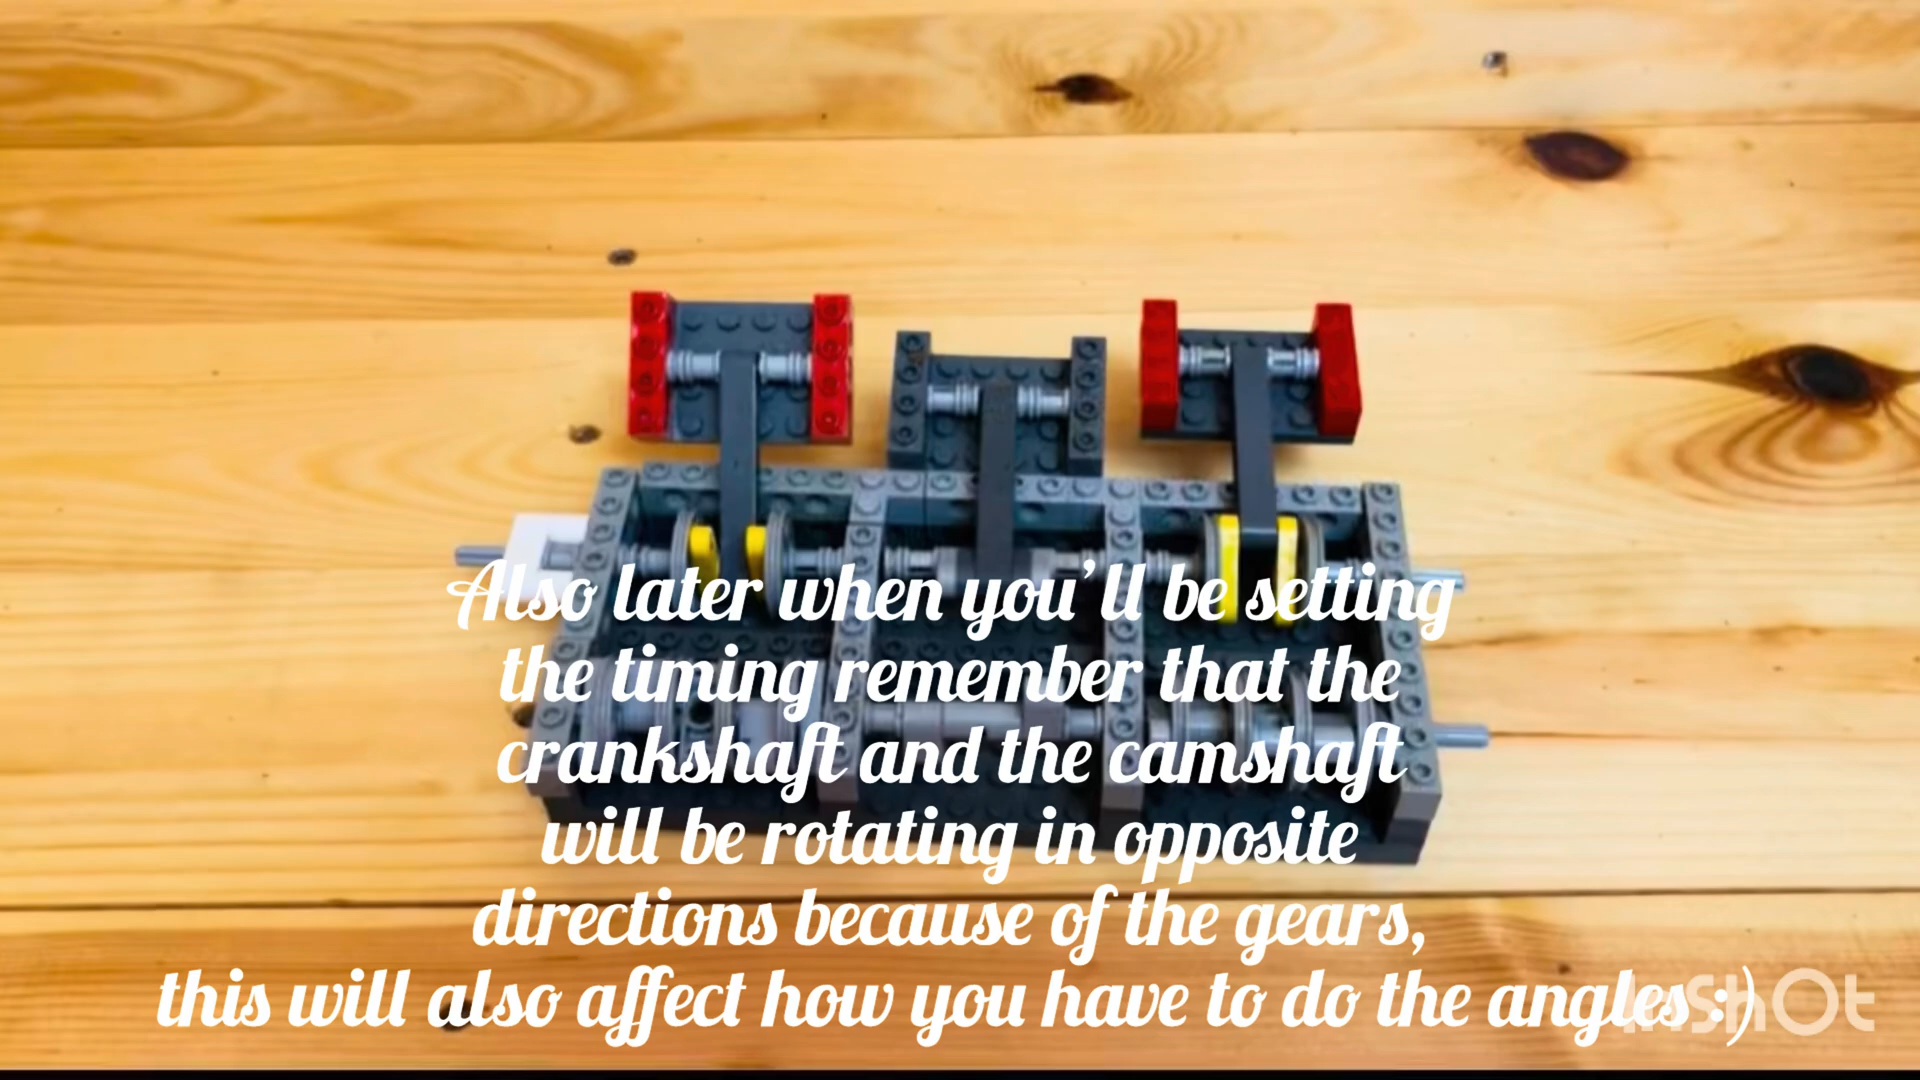 Also later when you'll be setting
the timing remember that the
crankshaft and the camshaft
will be rotating in opposite
directions because of the gears,
this will also affect how you have to do the angles :)
InShOt